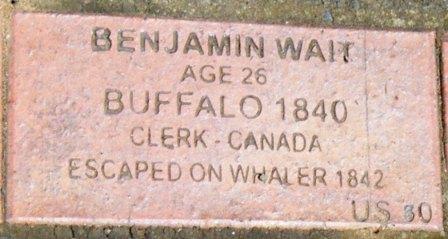 BENJAMIN WAIT
AGE 26
BUFFALO 1840
CLERK - CANADA
ESCAPED ON WHALER 1842
US 30